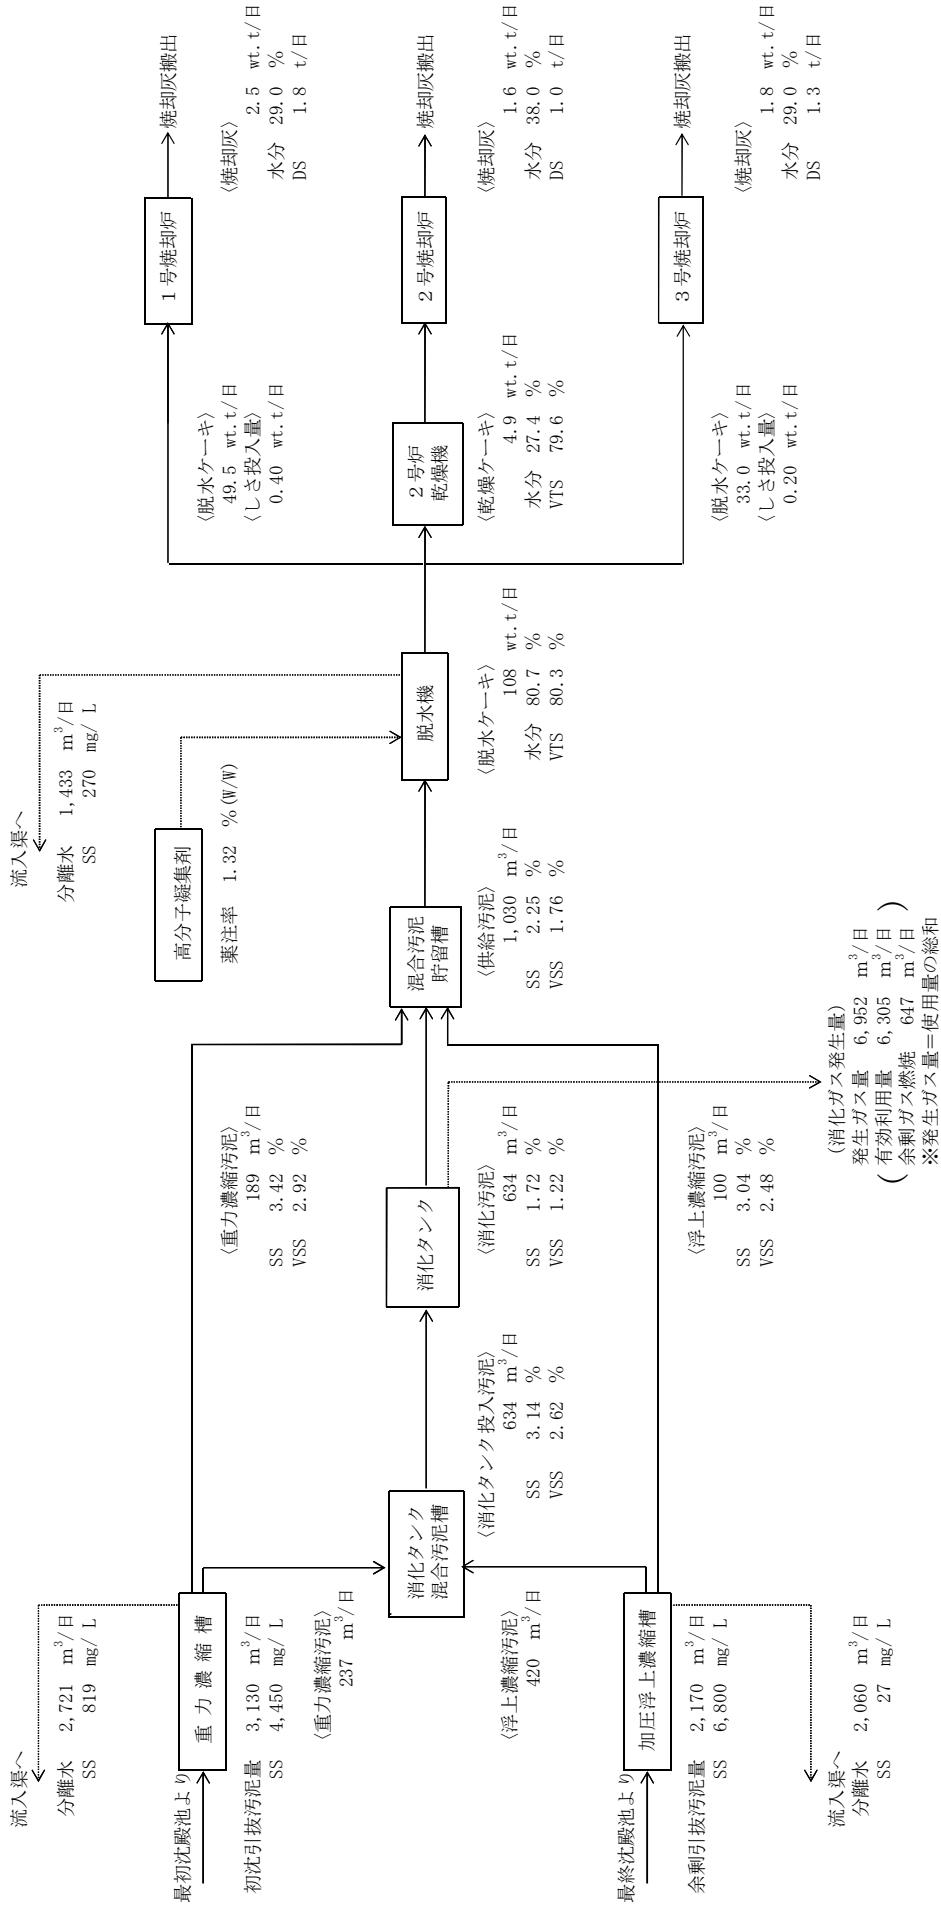 流入渠へ
分離水 2,721 m³/日
SS 819 mg/L
最初沈殿池より
重力濃縮槽
初沈引抜汚泥量 3,130 m³/日
SS 4,450 mg/L
〈重力濃縮汚泥〉
237 m³/日
〈浮上濃縮汚泥〉
420 m³/日
最終沈殿池より
加圧浮上濃縮槽
余剰引抜汚泥量 2,170 m³/日
SS 6,800 mg/L
流入渠へ
分離水 2,060 m³/日
SS 27 mg/L
消化タンク
混合汚泥槽
〈消化タンク投入汚泥〉
634 m³/日
SS 3.14 %
VSS 2.62 %
〈重力濃縮汚泥〉
189 m³/日
SS 3.42 %
VSS 2.92 %
消化タンク
〈消化汚泥〉
634 m³/日
SS 1.72 %
VSS 1.22 %
〈浮上濃縮汚泥〉
100 m³/日
SS 3.04 %
VSS 2.48 %
(消化ガス発生量)
発生ガス量 6,952 m³/日
(有効利用量 6,305 m³/日
余剰ガス燃焼 647 m³/日)
※発生ガス量=使用量の総和
流入渠へ
分離水 1,433 m³/日
SS 270 mg/L
高分子凝集剤
薬注率 1.32 %(W/W)
混合汚泥
貯留槽
〈供給汚泥〉
1,030 m³/日
SS 2.25 %
VSS 1.76 %
脱水機
〈脱水ケーキ〉
108 wt.t/日
水分 80.7 %
VTS 80.3 %
〈脱水ケーキ〉
49.5 wt.t/日
〈しさ投入量〉
0.40 wt.t/日
2号炉
乾燥機
〈乾燥ケーキ〉
4.9 wt.t/日
水分 27.4 %
VTS 79.6 %
〈脱水ケーキ〉
33.0 wt.t/日
〈しさ投入量〉
0.20 wt.t/日
1号焼却炉
焼却灰搬出
〈焼却灰〉
2.5 wt.t/日
水分 29.0 %
DS 1.8 t/日
2号焼却炉
焼却灰搬出
〈焼却灰〉
1.6 wt.t/日
水分 38.0 %
DS 1.0 t/日
3号焼却炉
焼却灰搬出
〈焼却灰〉
1.8 wt.t/日
水分 29.0 %
DS 1.3 t/日